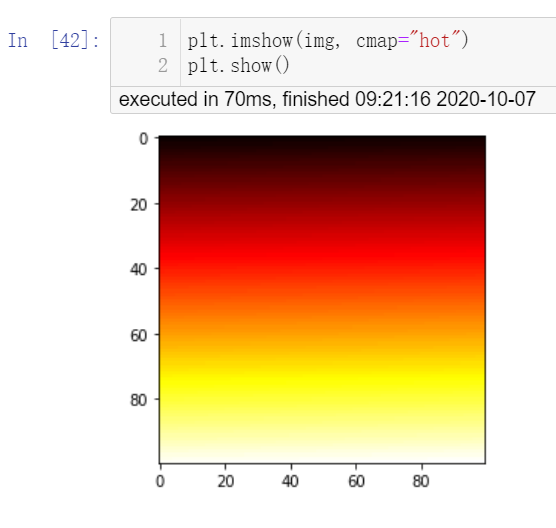 In [42]:
1 plt.imshow(img, cmap="hot")
2 plt.show()
executed in 70ms, finished 09:21:16 2020-10-07
0
20
40
60
80
0 20 40 60 80